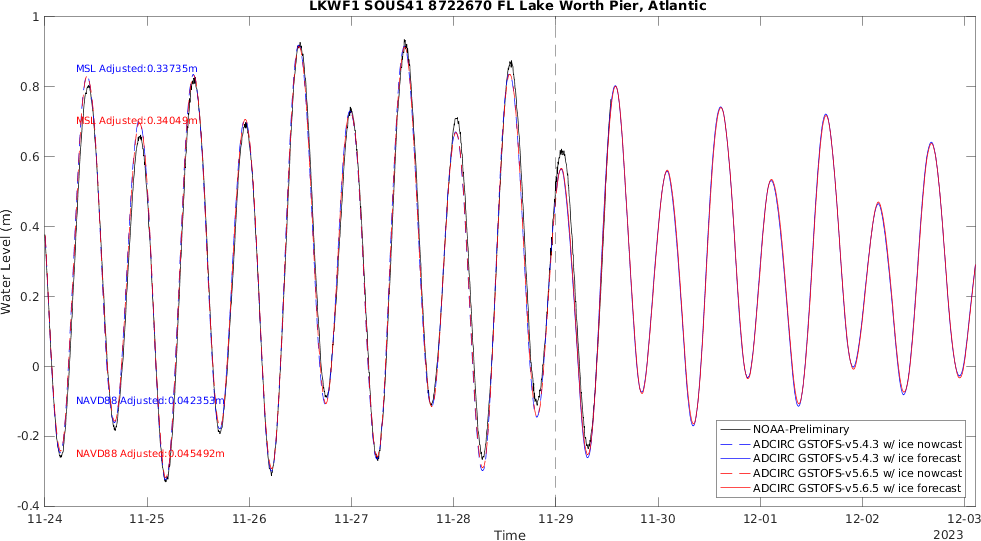 LKWF1 SOUS41 8722670 FL Lake Worth Pier, Atlantic
1
0.8
0.6
0.4
0.2
0
-0.2
-0.4
Water Level (m)
MSL Adjusted:0.33735m
MSL Adjusted:0.34049m
NAVD88 Adjusted:0.042353m
NAVD88 Adjusted:0.045492m
NOAA-Preliminary
ADCIRC GSTOFS-v5.4.3 w/ ice nowcast
ADCIRC GSTOFS-v5.4.3 w/ ice forecast
ADCIRC GSTOFS-v5.6.5 w/ ice nowcast
ADCIRC GSTOFS-v5.6.5 w/ ice forecast
11-24 11-25 11-26 11-27 11-28 11-29 11-30 12-01 12-02 12-03
2023
Time